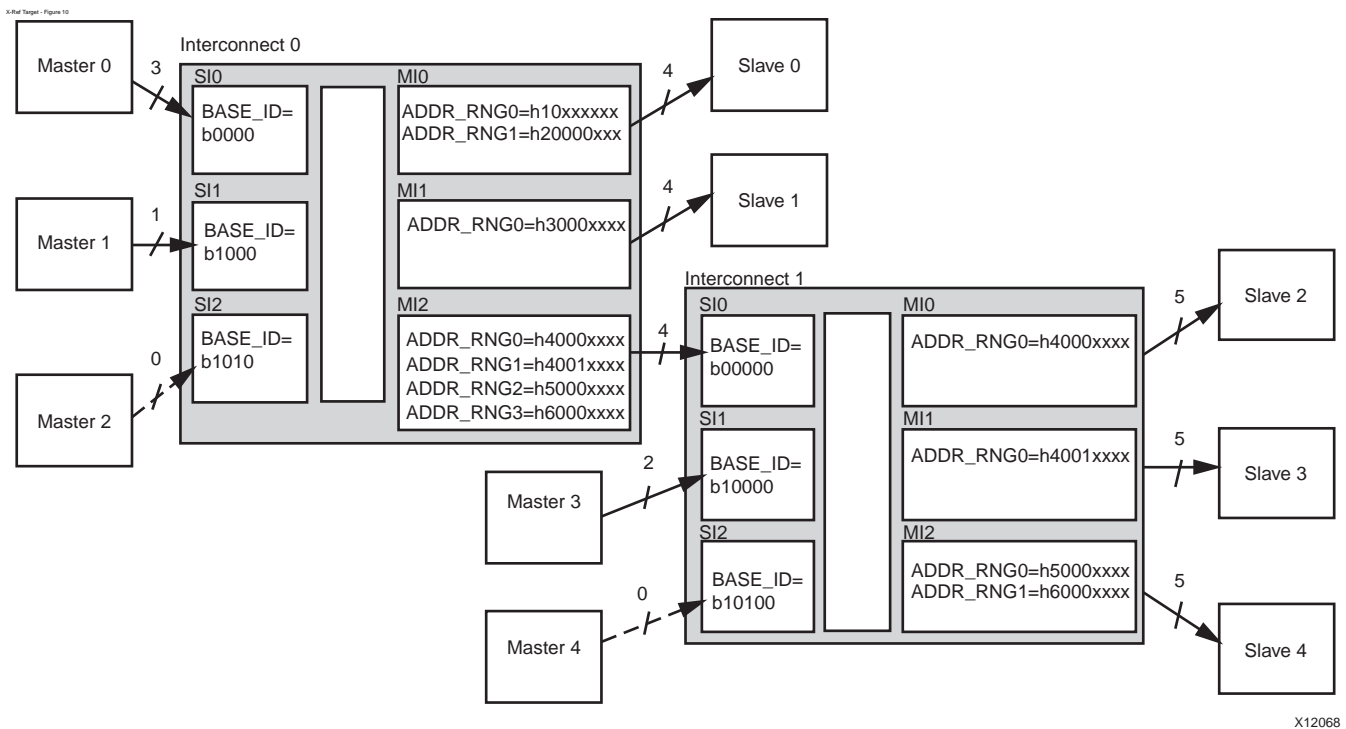 X-Ref Target - Figure 10
Master 0
3
Interconnect 0
SI0
BASE_ID=
b0000
MI0
ADDR_RNG0=h10xxxxxx
ADDR_RNG1=h20000xxx
4
Slave 0
Master 1
1
SI1
BASE_ID=
b1000
MI1
ADDR_RNG0=h3000xxxx
4
Slave 1
Master 2
0
SI2
BASE_ID=
b1010
MI2
ADDR_RNG0=h4000xxxx
ADDR_RNG1=h4001xxxx
ADDR_RNG2=h5000xxxx
ADDR_RNG3=h6000xxxx
4
Interconnect 1
SI0
BASE_ID=
b00000
MI0
ADDR_RNG0=h4000xxxx
5
Slave 2
Master 3
2
SI1
BASE_ID=
b10000
MI1
ADDR_RNG0=h4001xxxx
5
Slave 3
Master 4
0
SI2
BASE_ID=
b10100
MI2
ADDR_RNG0=h5000xxxx
ADDR_RNG1=h6000xxxx
5
Slave 4
X12068